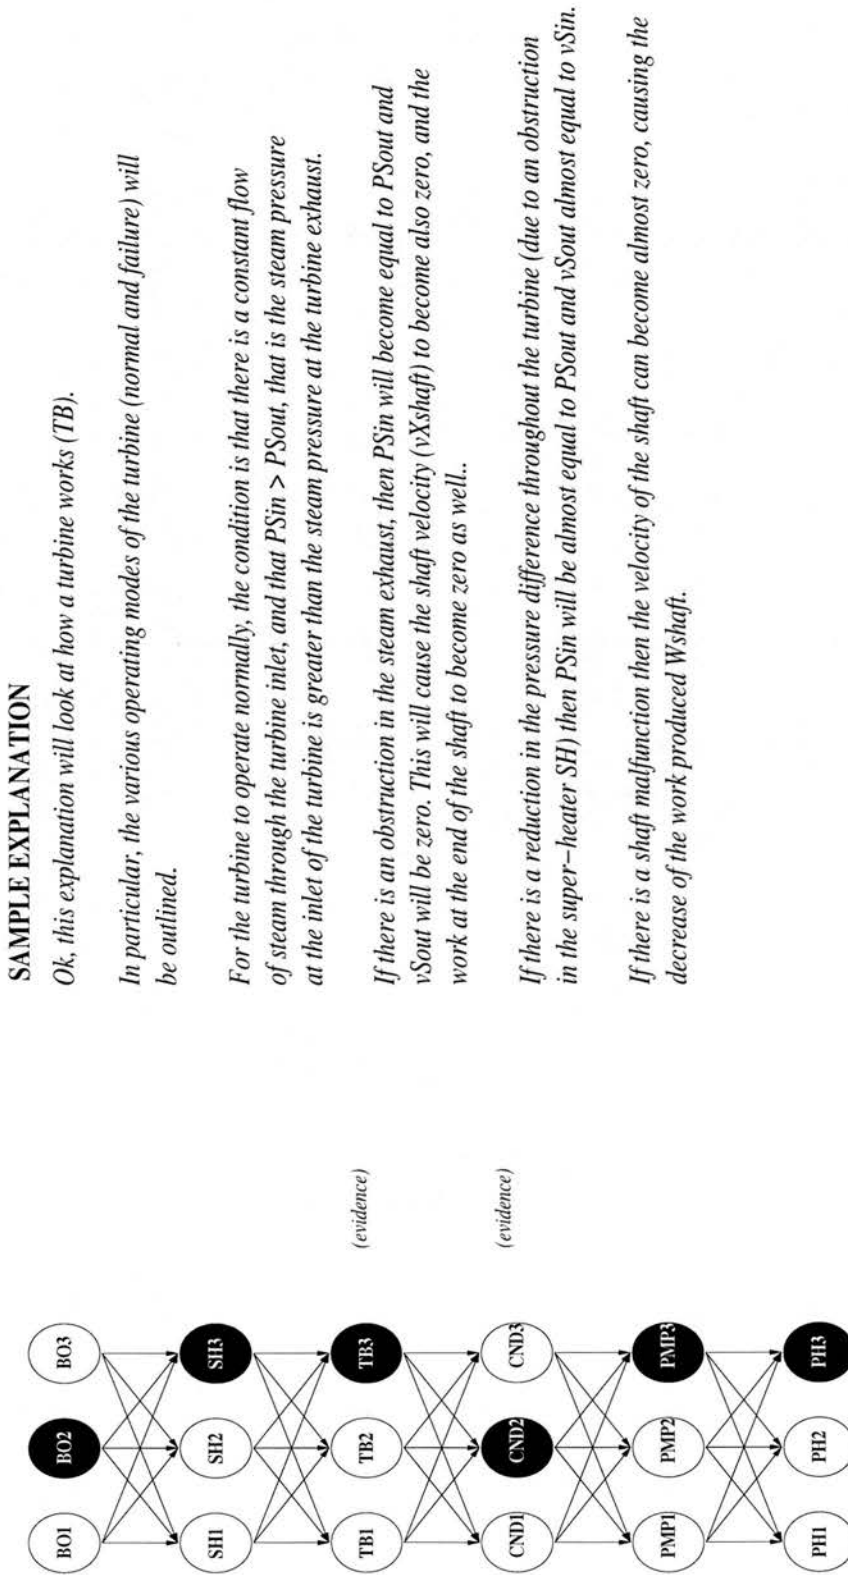 SAMPLE EXPLANATION
Ok, this explanation will look at how a turbine works (TB).
In particular, the various operating modes of the turbine (normal and failure) will
be outlined.
For the turbine to operate normally, the condition is that there is a constant flow
of steam through the turbine inlet, and that PSin > PSout, that is the steam pressure
at the inlet of the turbine is greater than the steam pressure at the turbine exhaust.
If there is an obstruction in the steam exhaust, then PSin will become equal to PSout and
vSout will be zero. This will cause the shaft velocity (vXshaft) to become also zero, and the
work at the end of the shaft to become zero as well..
If there is a reduction in the pressure difference throughout the turbine (due to an obstruction
in the super-heater SH) then PSin will be almost equal to PSout and vSout almost equal to vSin.
If there is a shaft malfunction then the velocity of the shaft can become almost zero, causing the
decrease of the work produced Wshaft.
BO1 BO2 BO3
SH1 SH2 SH3
TB1 TB2 TB3 (evidence)
CND1 CND2 CND3 (evidence)
PMP1 PMP2 PMP3
PH1 PH2 PH3